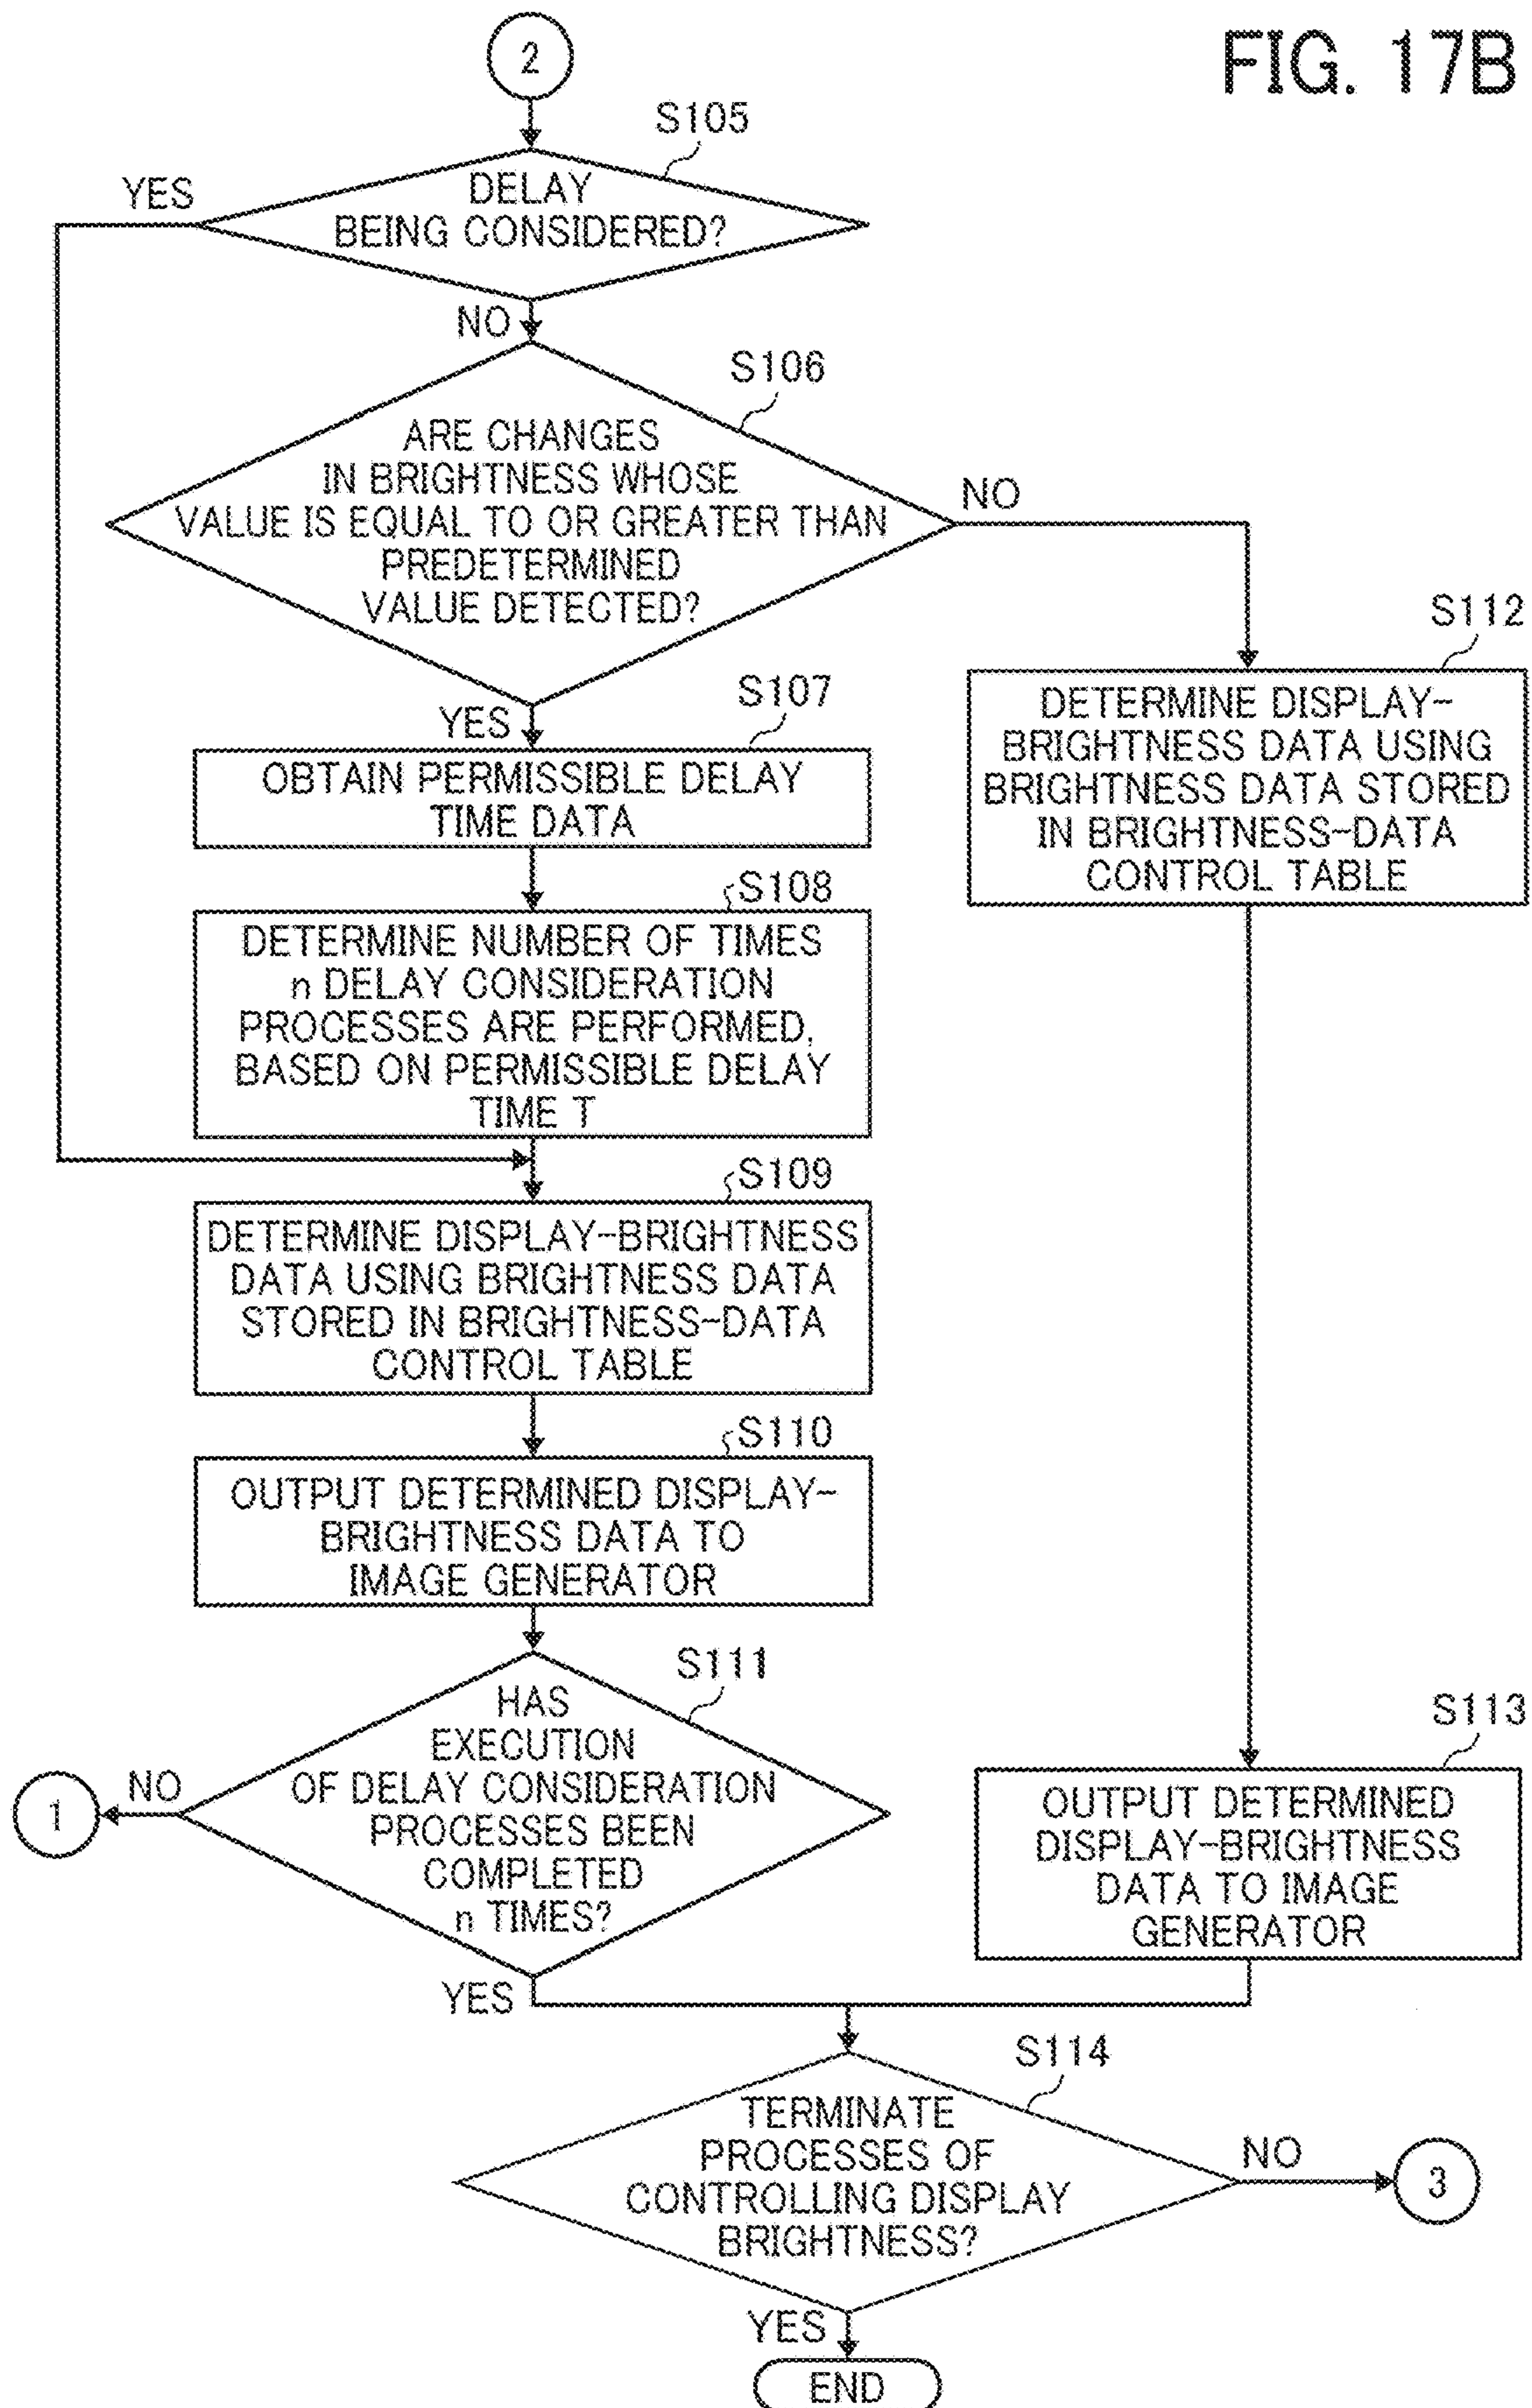 FIG. 17B
2
S105
YES
DELAY
BEING CONSIDERED?
NO
S106
ARE CHANGES
IN BRIGHTNESS WHOSE
VALUE IS EQUAL TO OR GREATER THAN
PREDETERMINED
VALUE DETECTED?
NO
YES
S107
OBTAIN PERMISSIBLE DELAY
TIME DATA
S112
DETERMINE DISPLAY-
BRIGHTNESS DATA USING
BRIGHTNESS DATA STORED
IN BRIGHTNESS-DATA
CONTROL TABLE
S108
DETERMINE NUMBER OF TIMES
n DELAY CONSIDERATION
PROCESSES ARE PERFORMED,
BASED ON PERMISSIBLE DELAY
TIME T
S109
DETERMINE DISPLAY-BRIGHTNESS
DATA USING BRIGHTNESS DATA
STORED IN BRIGHTNESS-DATA
CONTROL TABLE
S110
OUTPUT DETERMINED DISPLAY-
BRIGHTNESS DATA TO
IMAGE GENERATOR
S111
HAS
EXECUTION
OF DELAY CONSIDERATION
PROCESSES BEEN
COMPLETED
n TIMES?
NO
1
YES
S113
OUTPUT DETERMINED
DISPLAY-BRIGHTNESS
DATA TO IMAGE
GENERATOR
S114
TERMINATE
PROCESSES OF
CONTROLLING DISPLAY
BRIGHTNESS?
NO
3
YES
END